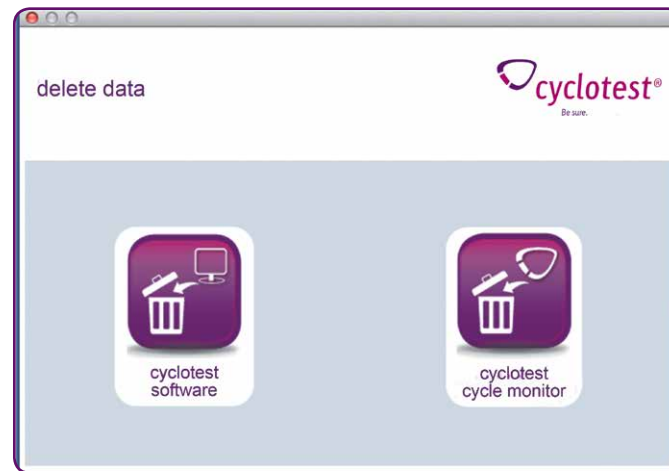 delete data
cyclotest®
Be sure.
cyclotest
software
cyclotest
cycle monitor